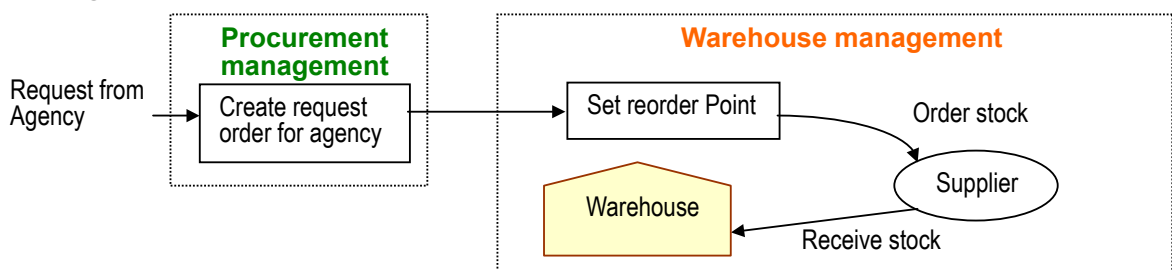 Procurement
management
Warehouse management
Request from
Agency
Create request
order for agency
Set reorder Point
Order stock
Supplier
Warehouse
Receive stock